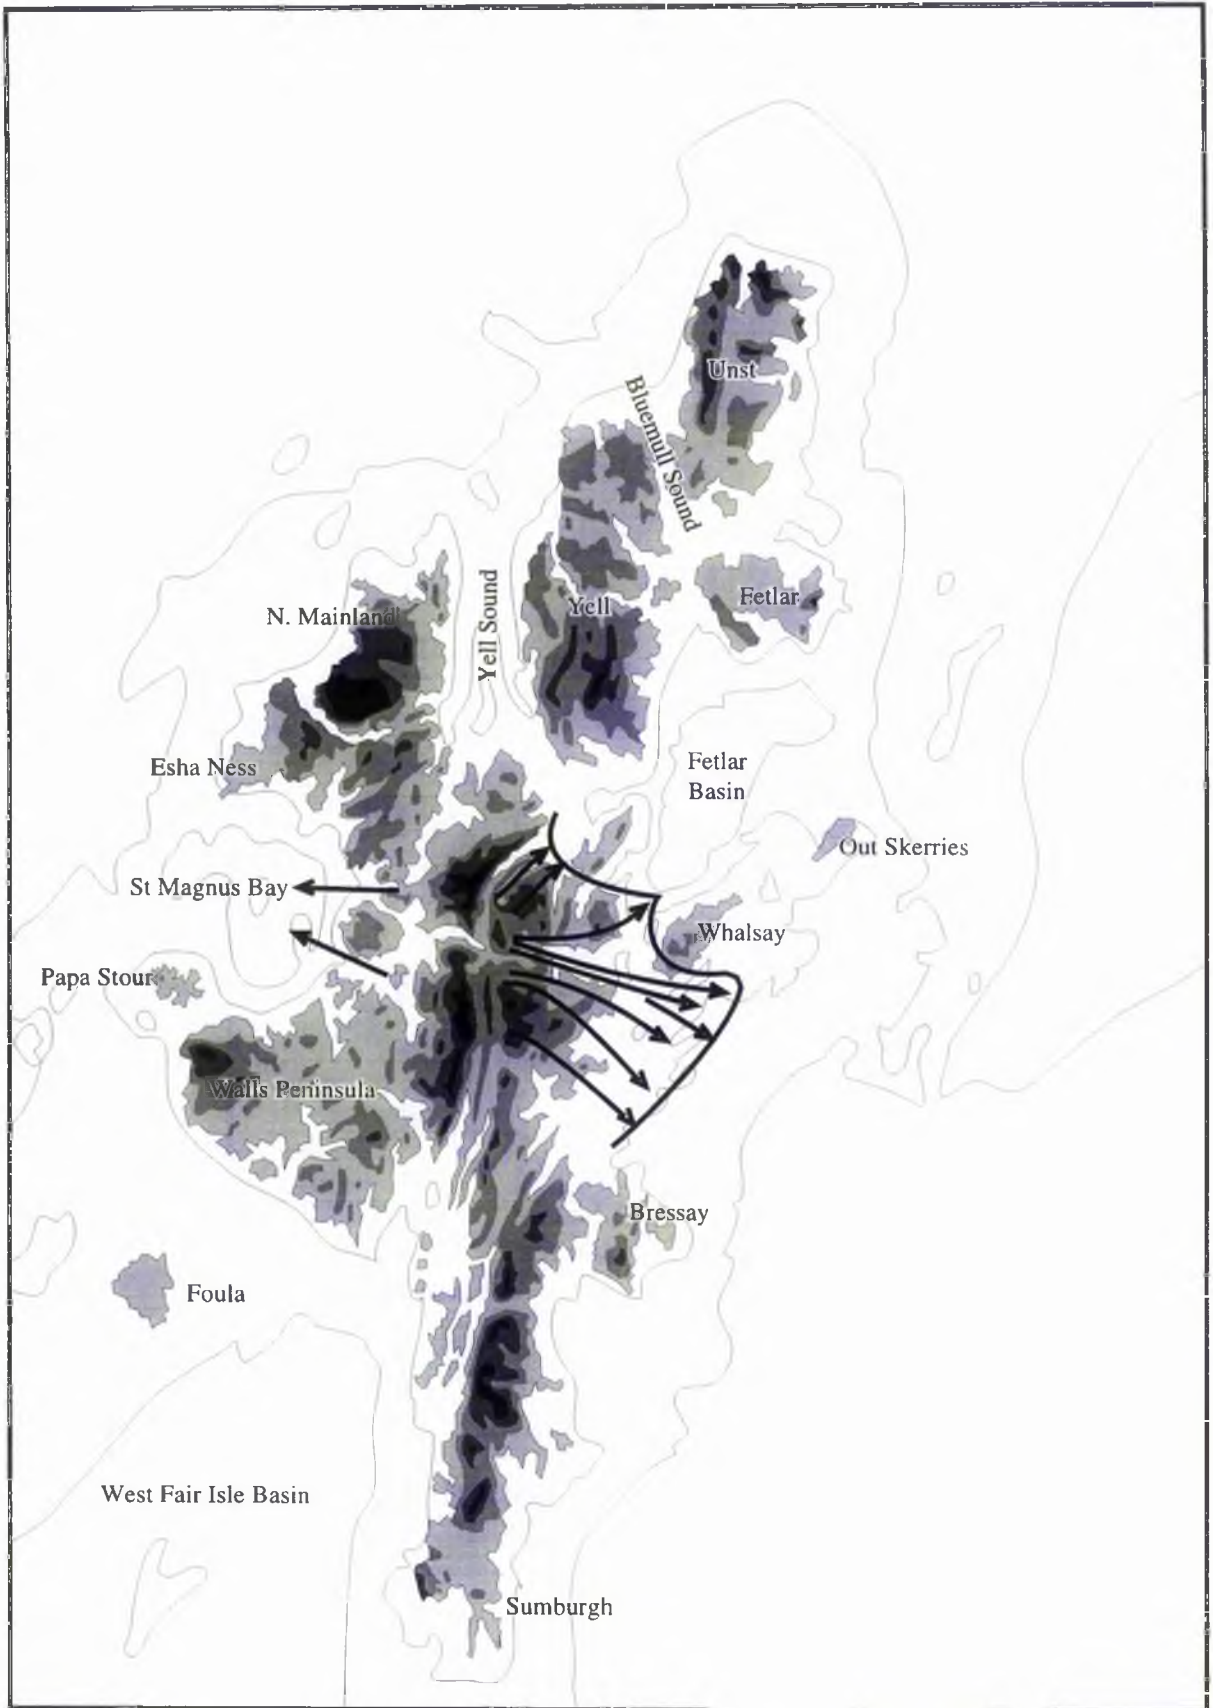 Unst
Bluemull Sound
N. Mainland
Yell Sound
Yell
Fetlar
Esha Ness
Fetlar
Basin
Out Skerries
St Magnus Bay
Whalsay
Papa Stour
Walls Peninsula
Bressay
Foula
West Fair Isle Basin
Sumburgh